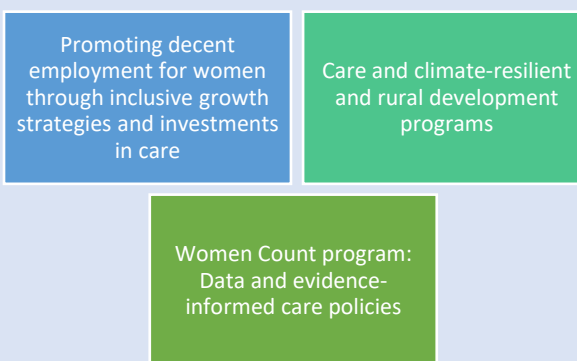 Promoting decent
employment for women
through inclusive growth
strategies and investments
in care
Care and climate-resilient
and rural development
programs
Women Count program:
Data and evidence-
informed care policies